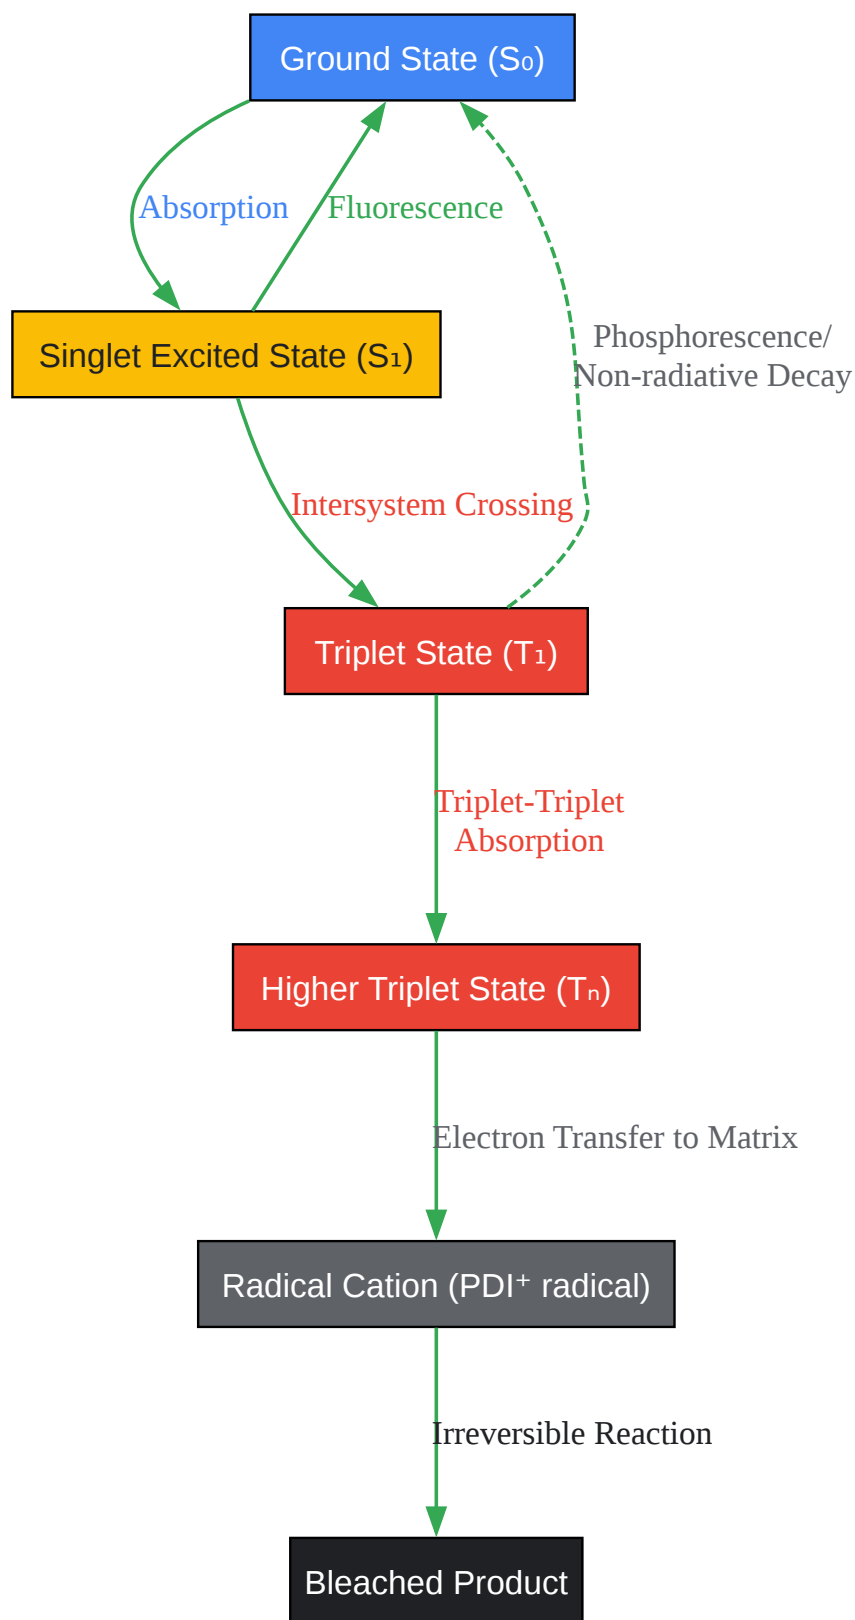 Ground State (S₀)
Absorption
Fluorescence
Phosphorescence/
Non-radiative Decay
Singlet Excited State (S₁)
Intersystem Crossing
Triplet State (T₁)
Triplet-Triplet
Absorption
Higher Triplet State (Tₙ)
Electron Transfer to Matrix
Radical Cation (PDI⁺ radical)
Irreversible Reaction
Bleached Product